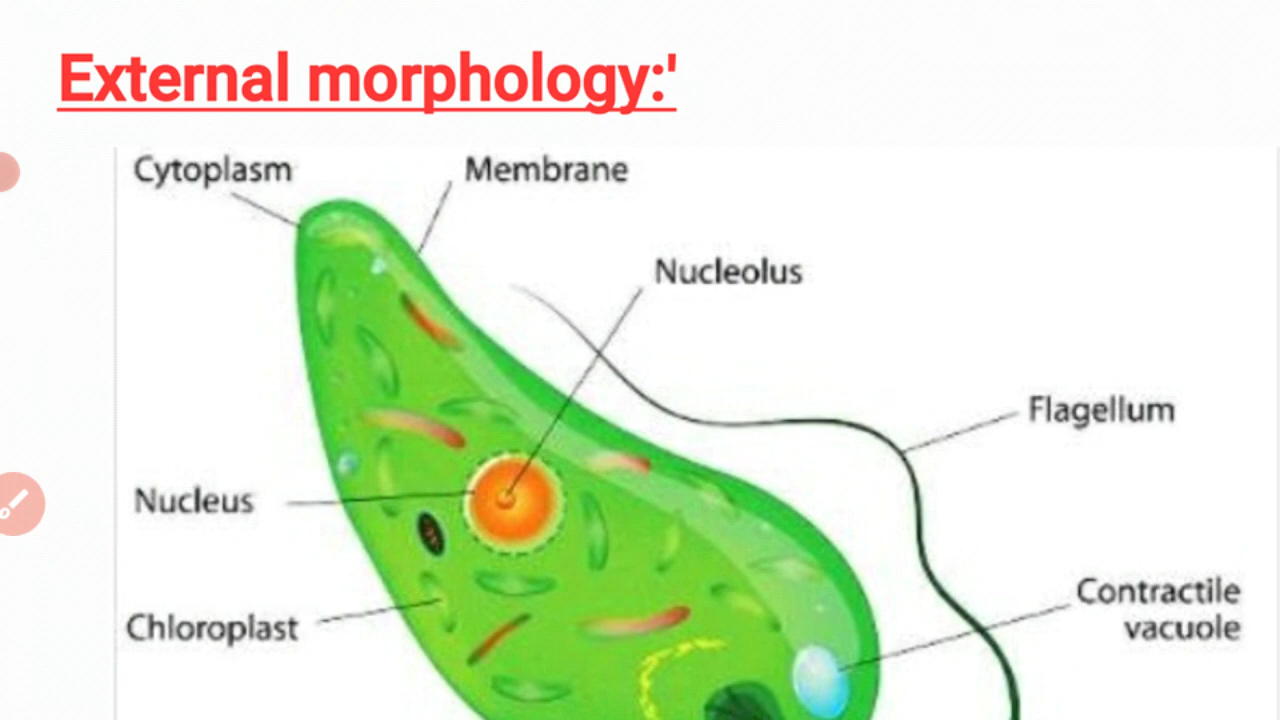 External morphology:'
Cytoplasm
Membrane
Nucleolus
Flagellum
Nucleus
Contractile
vacuole
Chloroplast